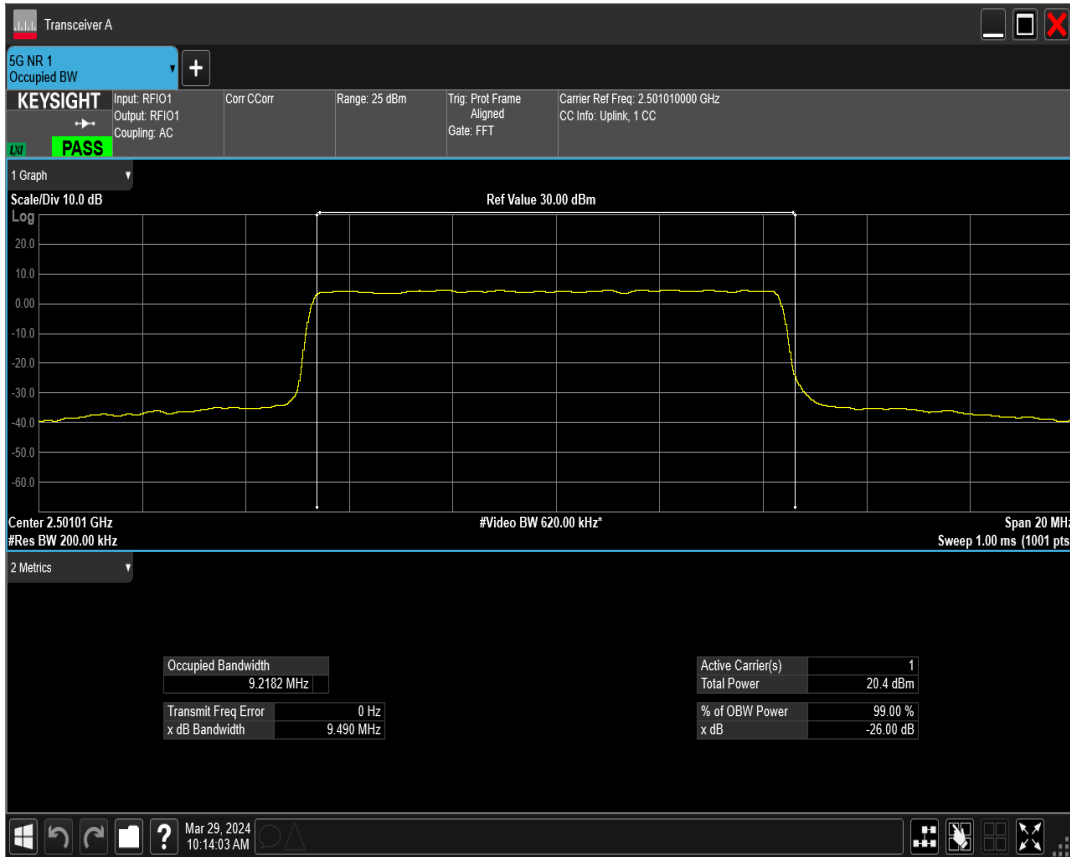 Transceiver A
5G NR 1
Occupied BW
KEYSIGHT
LXI
PASS
Input: RFIO1
Output: RFIO1
Coupling: AC
Corr CCorr
Range: 25 dBm
Trig: Prot Frame
Aligned
Gate: FFT
Carrier Ref Freq: 2.501010000 GHz
CC Info: Uplink, 1 CC
1 Graph
Scale/Div 10.0 dB
Ref Value 30.00 dBm
Log
20.0
10.0
0.00
-10.0
-20.0
-30.0
-40.0
-50.0
-60.0
Center 2.50101 GHz
#Video BW 620.00 kHz*
Span 20 MHz
#Res BW 200.00 kHz
Sweep 1.00 ms (1001 pts
2 Metrics
Occupied Bandwidth
9.2182 MHz
Transmit Freq Error 0 Hz
x dB Bandwidth 9.490 MHz
Active Carrier(s) 1
Total Power 20.4 dBm
% of OBW Power 99.00 %
x dB -26.00 dB
Mar 29, 2024
10:14:03 AM